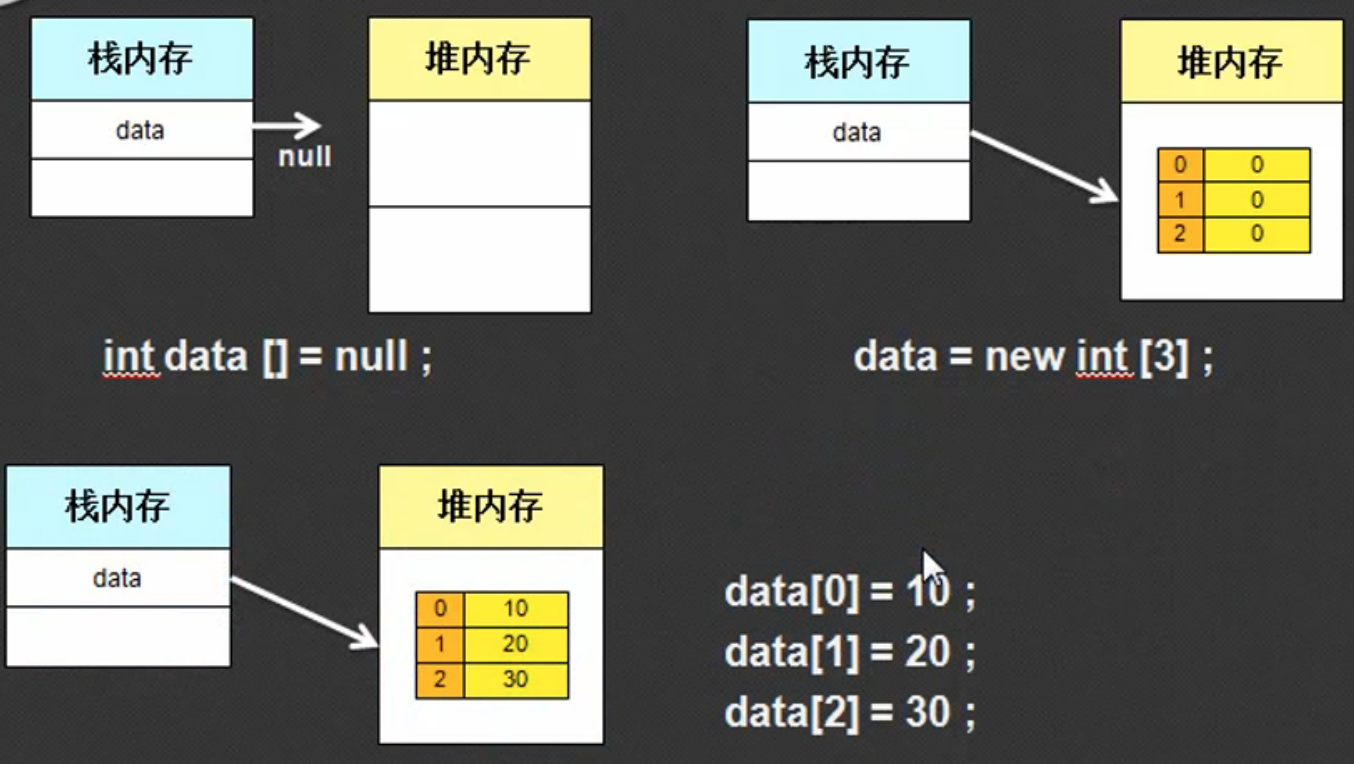 栈内存
data
null
堆内存
int data [] = null ;
栈内存
data
堆内存
0 0
1 0
2 0
data = new int [3] ;
栈内存
data
堆内存
0 10
1 20
2 30
data[0] = 10 ;
data[1] = 20 ;
data[2] = 30 ;